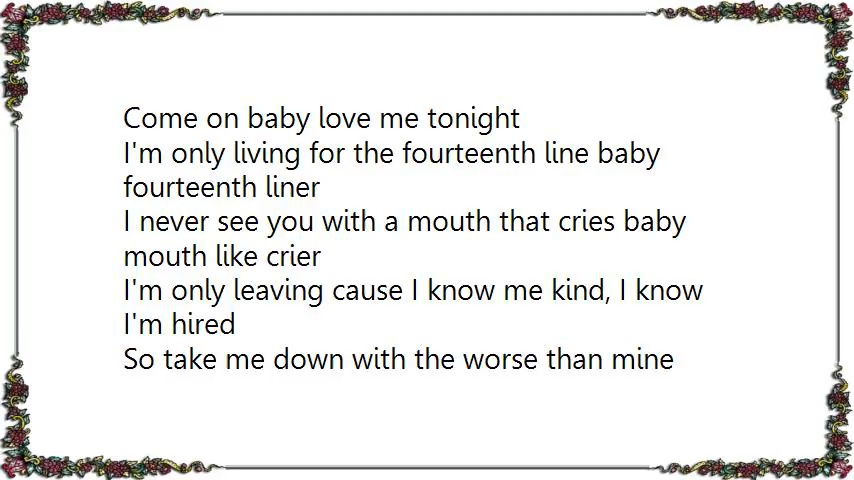 Come on baby love me tonight
I'm only living for the fourteenth line baby
fourteenth liner
I never see you with a mouth that cries baby
mouth like crier
I'm only leaving cause I know me kind, I know
I'm hired
So take me down with the worse than mine